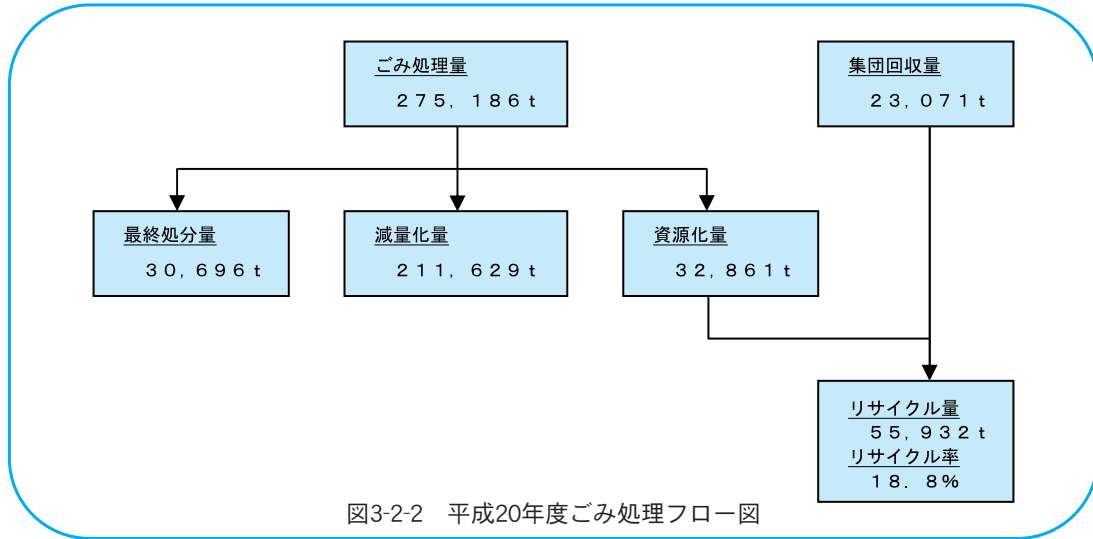 ごみ処理量
275,186t
集団回収量
23,071t
最終処分量
30,696t
減量化量
211,629t
資源化量
32,861t
リサイクル量
55,932t
リサイクル率
18.8%
図3-2-2 平成20年度ごみ処理フロー図